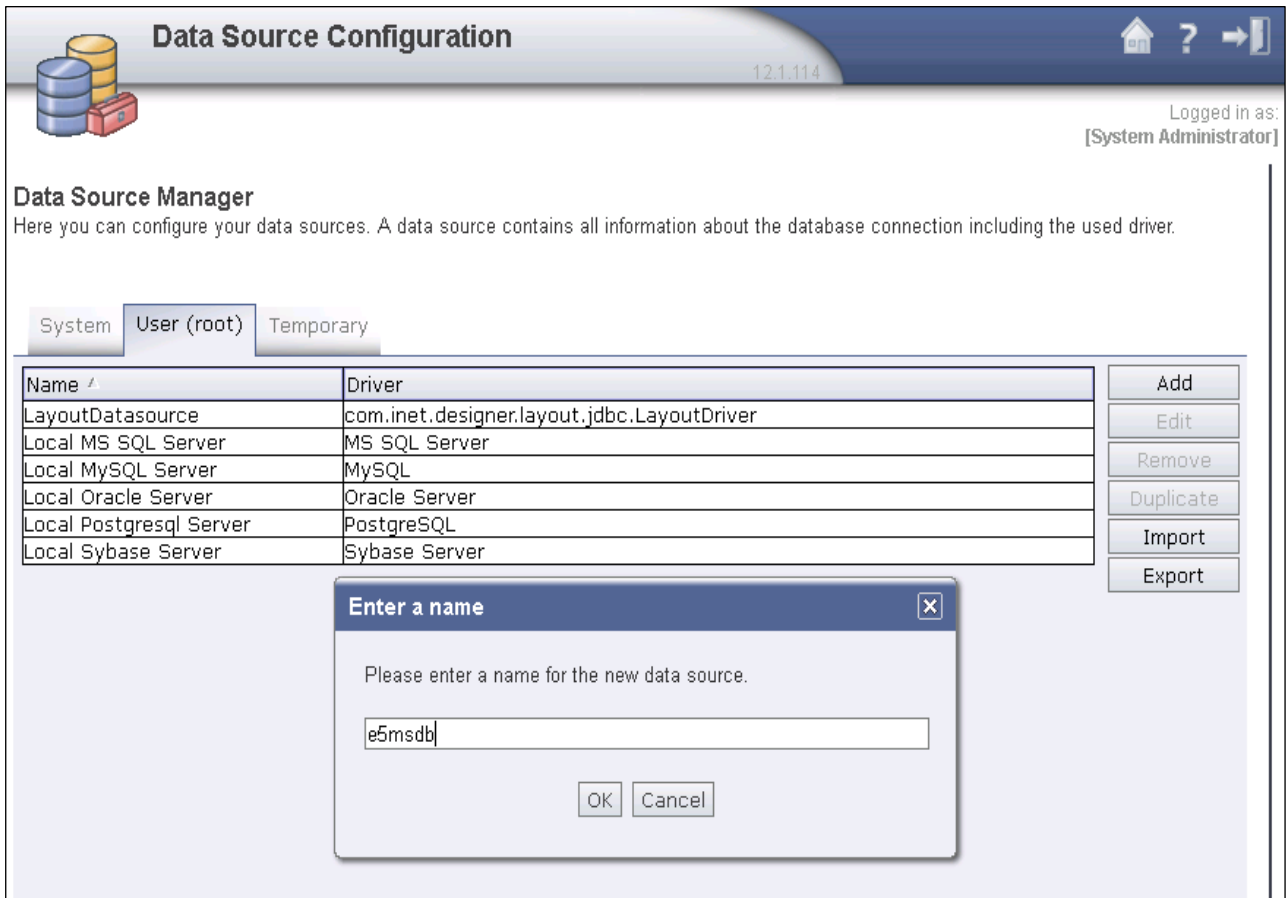 Data Source Configuration
?
12.1.114
Logged in as:
[System Administrator]
Data Source Manager
Here you can configure your data sources. A data source contains all information about the database connection including the used driver.
System User (root) Temporary
Name Driver Add
LayoutDatasource com.inet.designer.layout.jdbc.LayoutDriver Edit
Local MS SQL Server MS SQL Server
Local MySQL Server MySQL Remove
Local Oracle Server Oracle Server Duplicate
Local Postgresql Server PostgreSQL Import
Local Sybase Server Sybase Server
Export
Enter a name
Please enter a name for the new data source.
e5msdb
OK Cancel